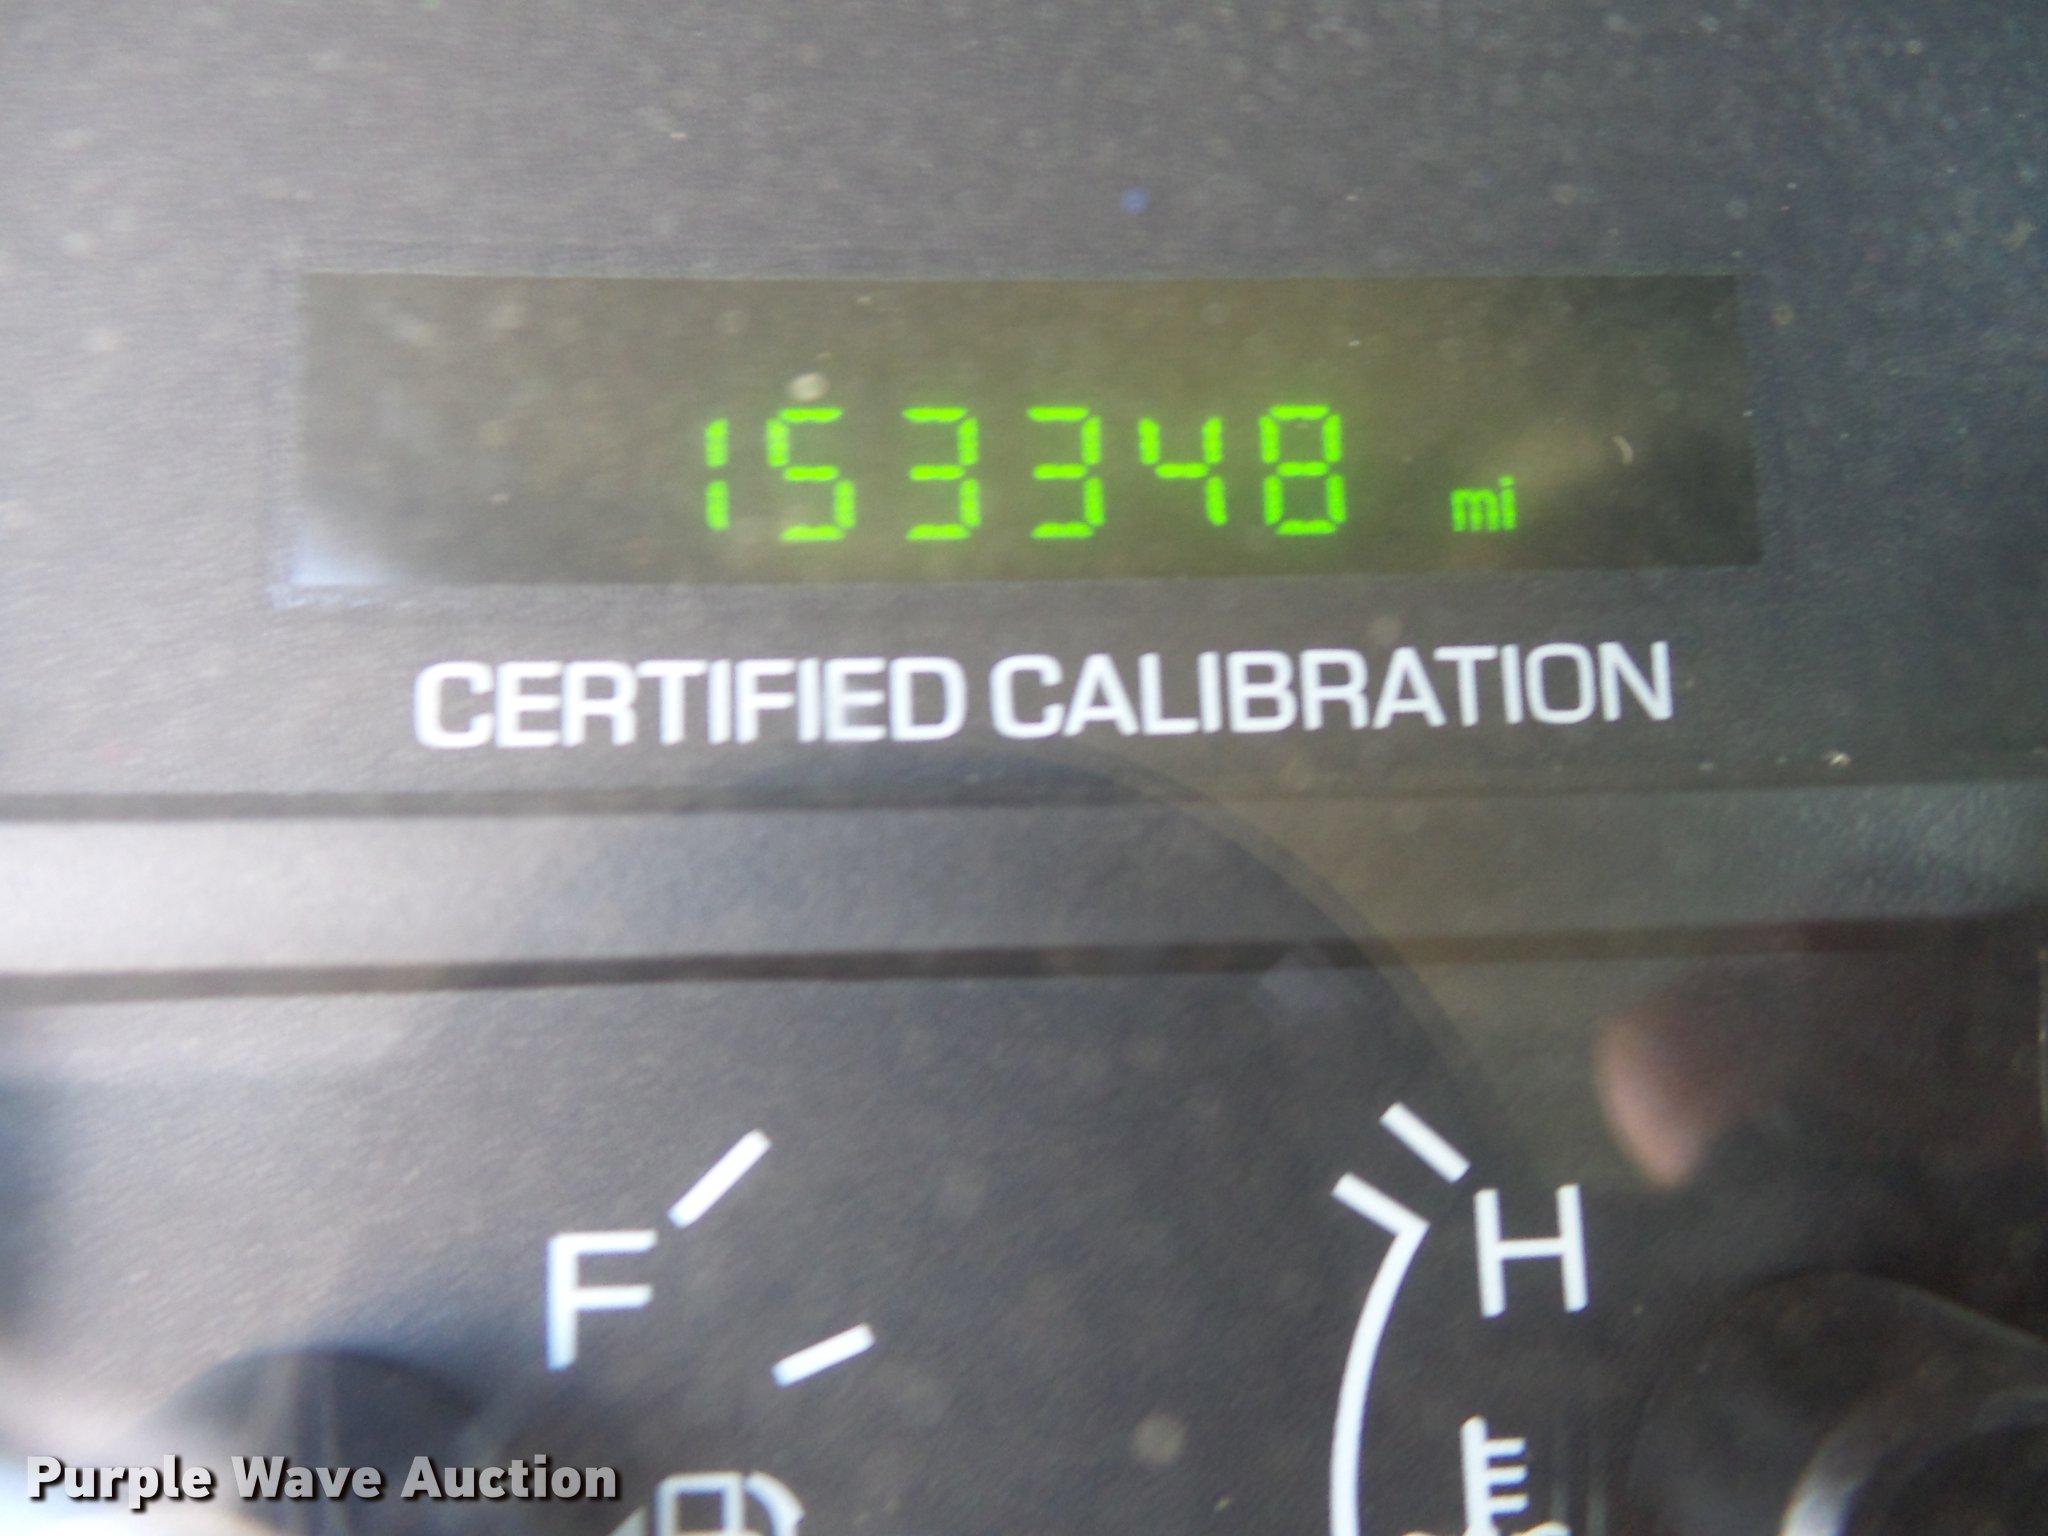 153348 mi
CERTIFIED CALIBRATION
F
H
Purple Wave Auction